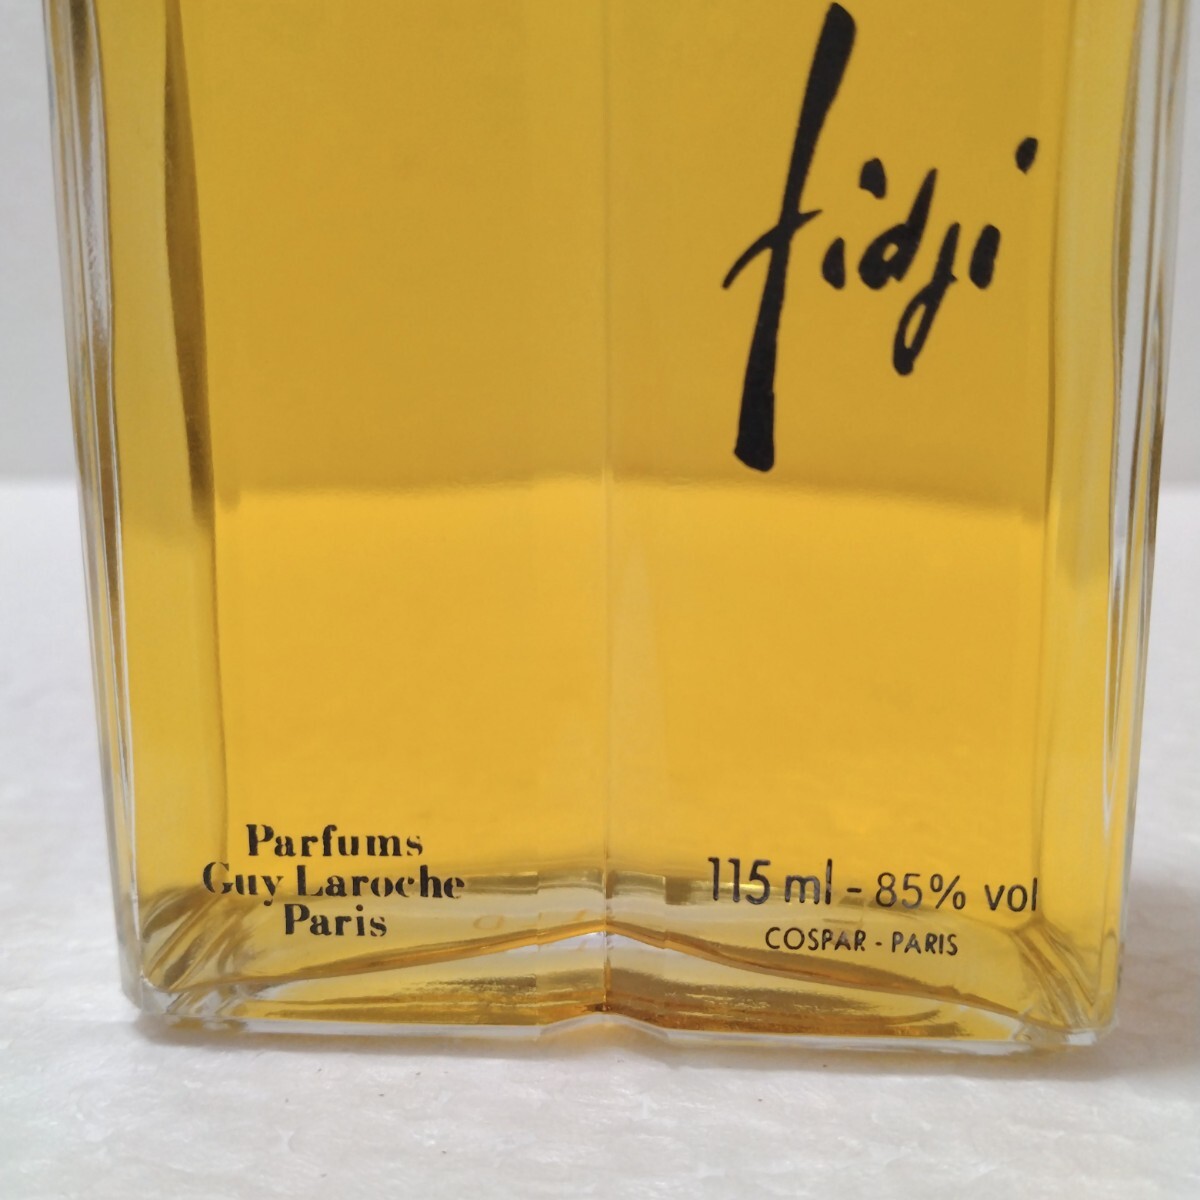 fidji
Parfums
Guy Laroche
Paris
115 ml - 85% vol
COSPAR - PARIS